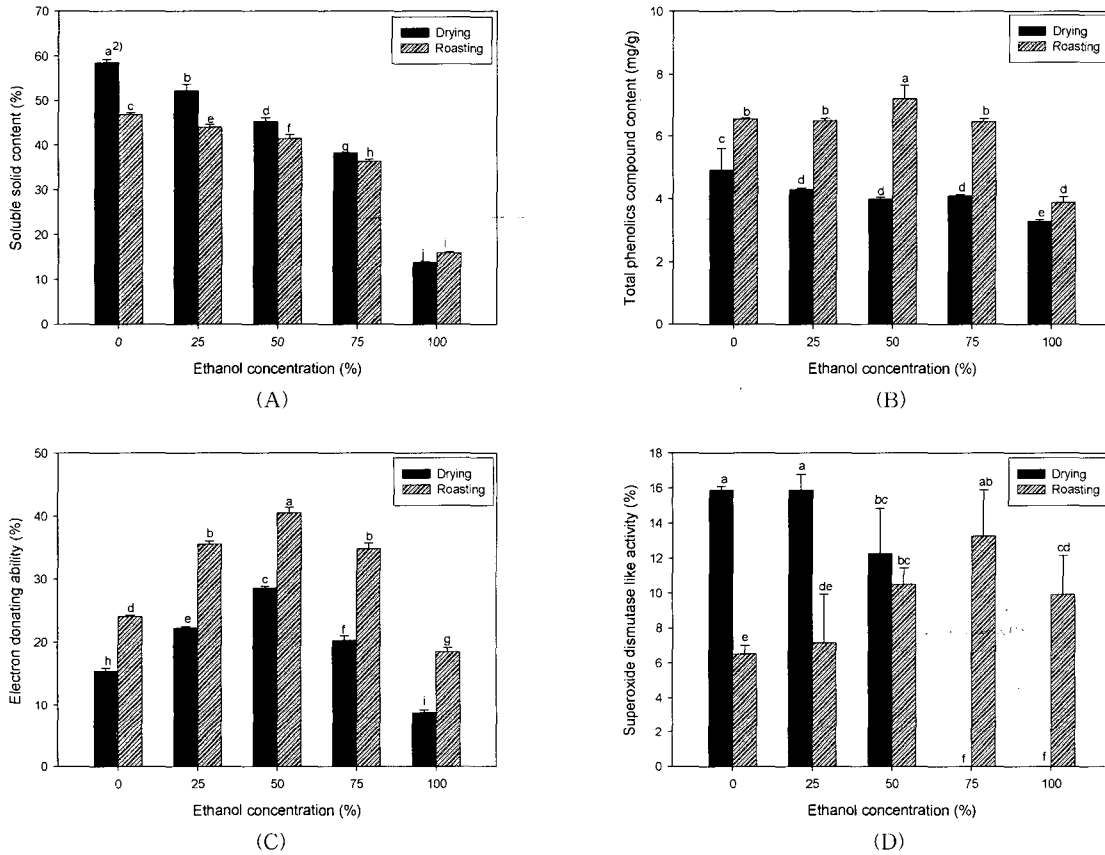 70
60
50
40
30
20
10
0
Soluble solid content (%)
Drying
Roasting
a2)
c
b
e
d
f
g
h
j
i
0 25 50 75 100
Ethanol concentration (%)
(A)
10
8
6
4
2
0
Total phenolics compound content (mg/g)
Drying
Roasting
c
b
d
b
d
a
d
b
e
d
0 25 50 75 100
Ethanol concentration (%)
(B)
50
40
30
20
10
0
Electron donating ability (%)
Drying
Roasting
h
d
e
b
c
a
f
b
i
g
0 25 50 75 100
Ethanol concentration (%)
(C)
18
16
14
12
10
8
6
4
2
0
Superoxide dismutase like activity (%)
Drying
Roasting
a
e
a
de
bc
bc
f
ab
f
cd
0 25 50 75 100
Ethanol concentration (%)
(D)